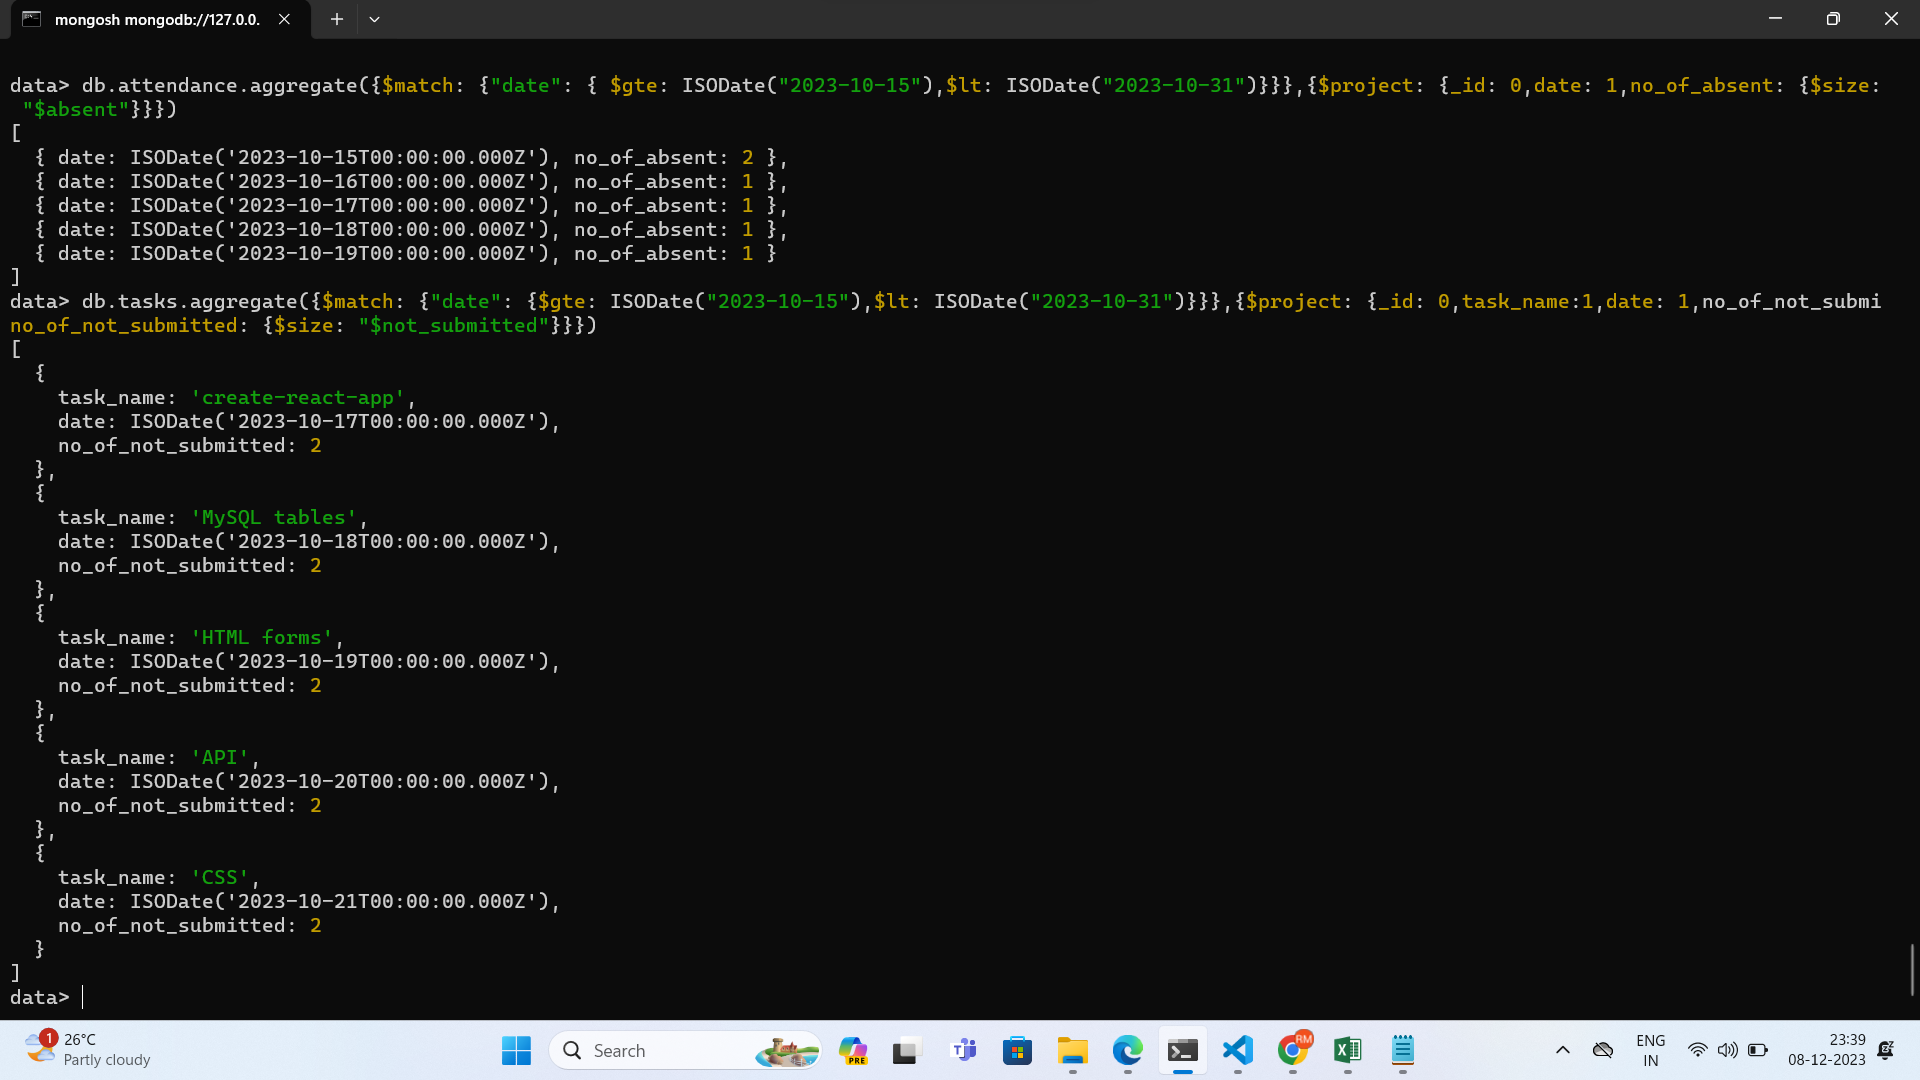 mongosh mongodb://127.0.0.
data> db.attendance.aggregate({$match: {"date": { $gte: ISODate("2023-10-15"),$lt: ISODate("2023-10-31")}}},{$project: {_id: 0,date: 1,no_of_absent: {$size:
"$absent"}}})
[
{ date: ISODate('2023-10-15T00:00:00.000Z'), no_of_absent: 2 },
{ date: ISODate('2023-10-16T00:00:00.000Z'), no_of_absent: 1 },
{ date: ISODate('2023-10-17T00:00:00.000Z'), no_of_absent: 1 },
{ date: ISODate('2023-10-18T00:00:00.000Z'), no_of_absent: 1 },
{ date: ISODate('2023-10-19T00:00:00.000Z'), no_of_absent: 1 }
]
data> db.tasks.aggregate({$match: {"date": {$gte: ISODate("2023-10-15"),$lt: ISODate("2023-10-31")}}},{$project: {_id: 0,task_name:1,date: 1,no_of_not_submi
no_of_not_submitted: {$size: "$not_submitted"}}})
[
{
task_name: 'create-react-app',
date: ISODate('2023-10-17T00:00:00.000Z'),
no_of_not_submitted: 2
},
{
task_name: 'MySQL tables',
date: ISODate('2023-10-18T00:00:00.000Z'),
no_of_not_submitted: 2
},
{
task_name: 'HTML forms',
date: ISODate('2023-10-19T00:00:00.000Z'),
no_of_not_submitted: 2
},
{
task_name: 'API',
date: ISODate('2023-10-20T00:00:00.000Z'),
no_of_not_submitted: 2
},
{
task_name: 'CSS',
date: ISODate('2023-10-21T00:00:00.000Z'),
no_of_not_submitted: 2
}
]
data>
1
26°C
Partly cloudy
Search
PRE
RM
ENG
IN
23:39
08-12-2023